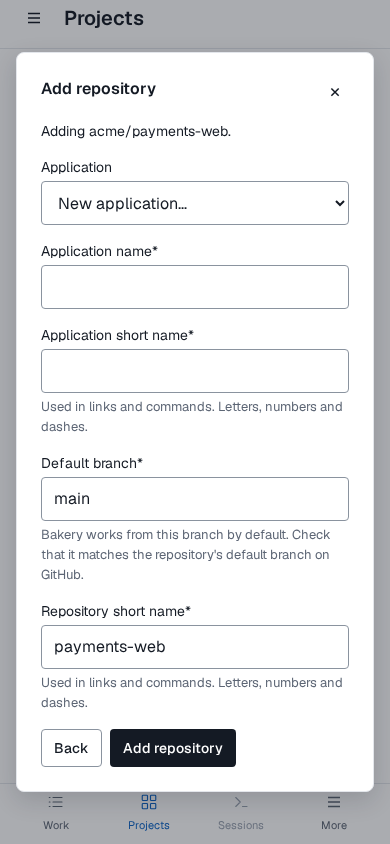 Projects
Add repository
Adding acme/payments-web.
Application
New application...
Application name*
Application short name*
Used in links and commands. Letters, numbers and
dashes.
Default branch*
main
Bakery works from this branch by default. Check
that it matches the repository's default branch on
GitHub.
Repository short name*
payments-web
Used in links and commands. Letters, numbers and
dashes.
Back
Add repository
Work
Projects
Sessions
More